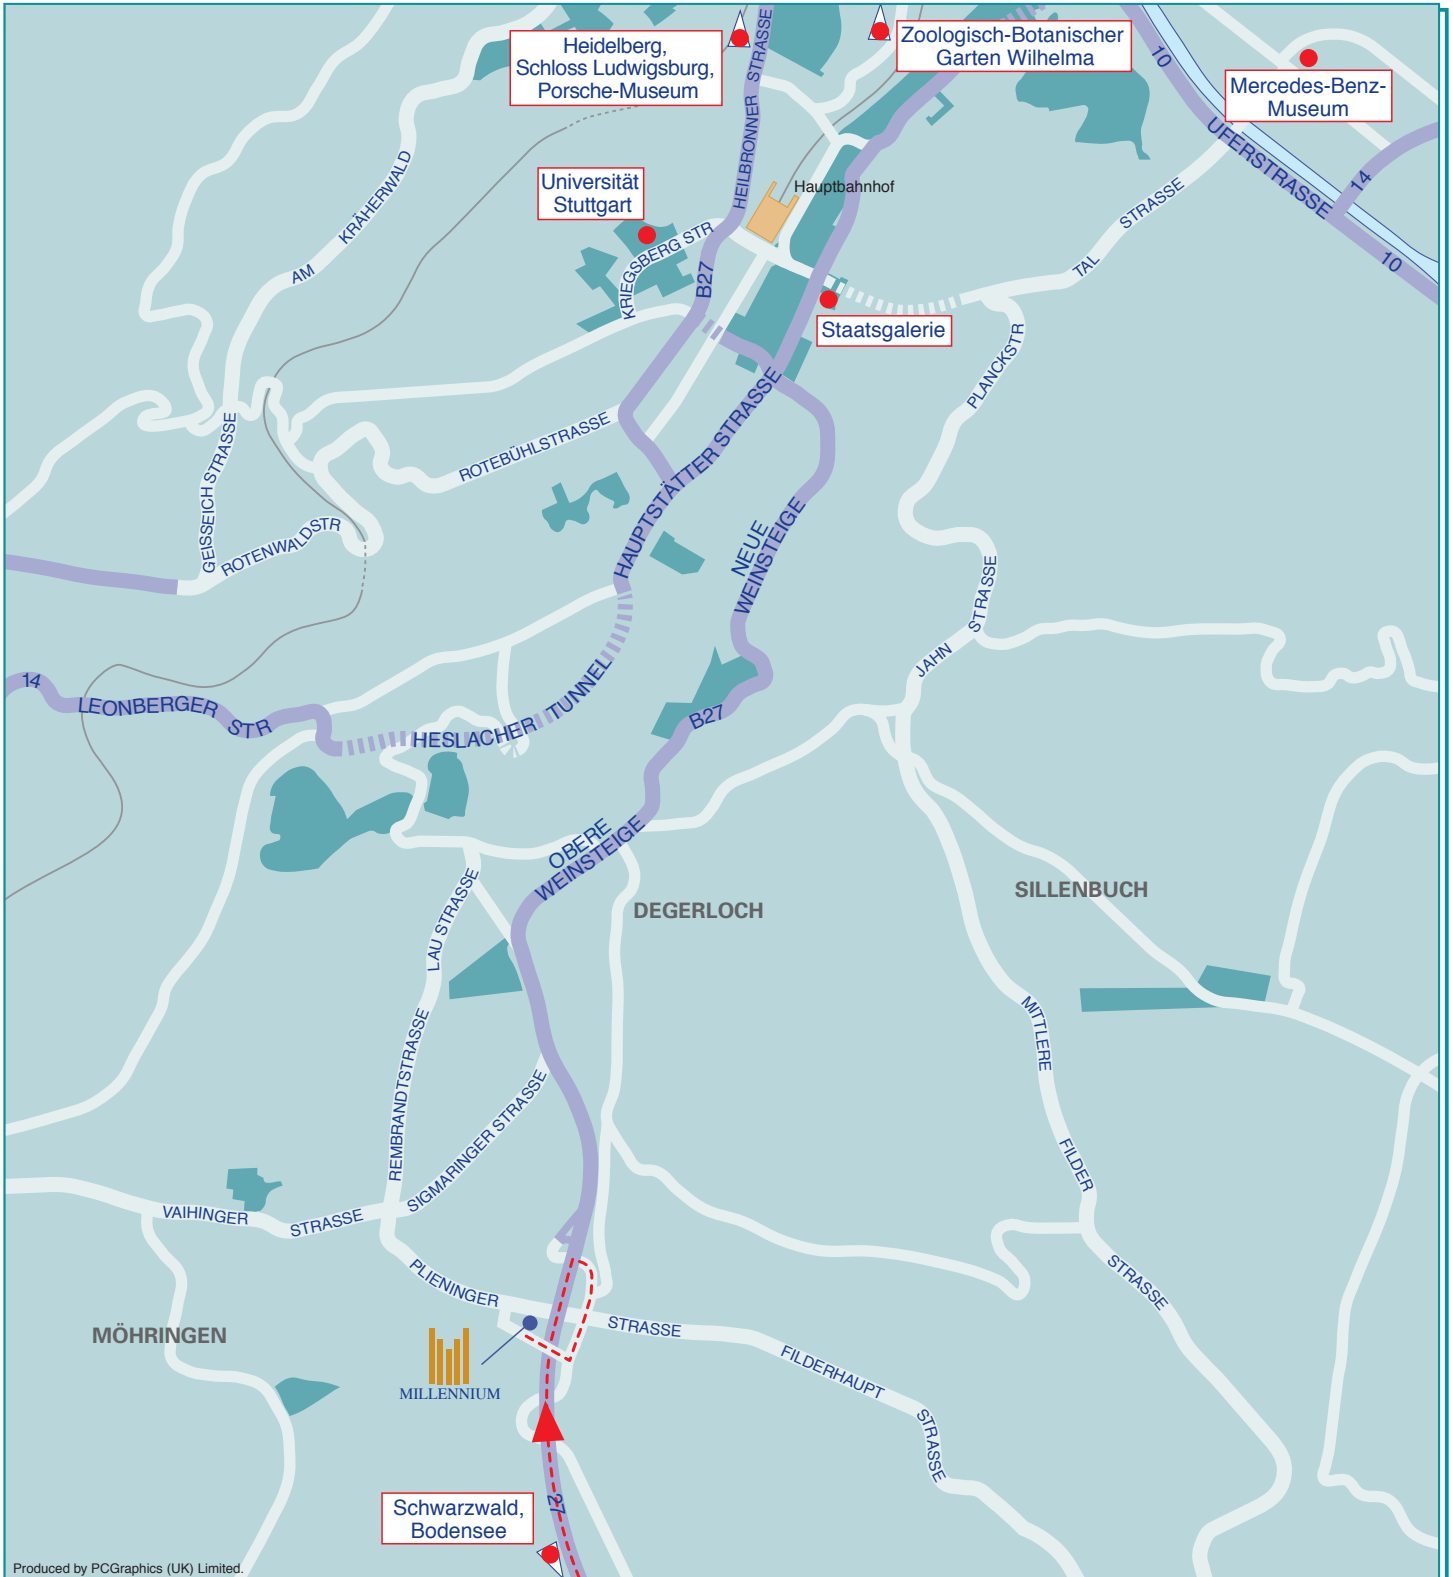 Heidelberg,
Schloss Ludwigsburg,
Porsche-Museum
HEILBRONNER STRASSE
Zoologisch-Botanischer
Garten Wilhelma
10
Mercedes-Benz-
Museum
UFERSTRASSE
14
10
AM KRÄHERWALD
Universität
Stuttgart
Hauptbahnhof
KRIEGSBERG STR
B27
TAL STRASSE
Staatsgalerie
PLANCKSTR
GEISSEICH STRASSE
ROTENWALDSTR
ROTEBÜHLSTRASSE
HAUPTSTÄTTER STRASSE
NEUE
WEINSTEIGE
JAHN STRASSE
14
LEONBERGER STR
HESLACHER TUNNEL
B27
OBERE
WEINSTEIGE
DEGERLOCH
SILLENBUCH
LAU STRASSE
REMBRANDTSTRASSE
SIGMARINGER STRASSE
MITTLERE FILDER STRASSE
VAIHINGER STRASSE
PLIENINGER STRASSE
FILDERHAUPT STRASSE
MÖHRINGEN
MILLENNIUM
27
Schwarzwald,
Bodensee
Produced by PCGraphics (UK) Limited.